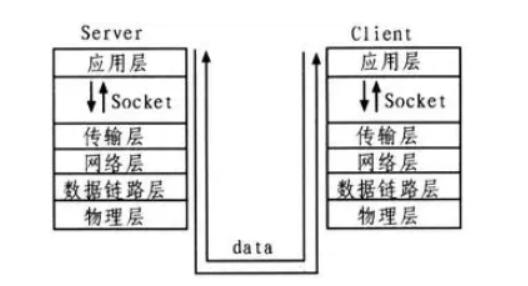 Server
应用层
Socket
传输层
网络层
数据链路层
物理层
data
Client
应用层
Socket
传输层
网络层
数据链路层
物理层